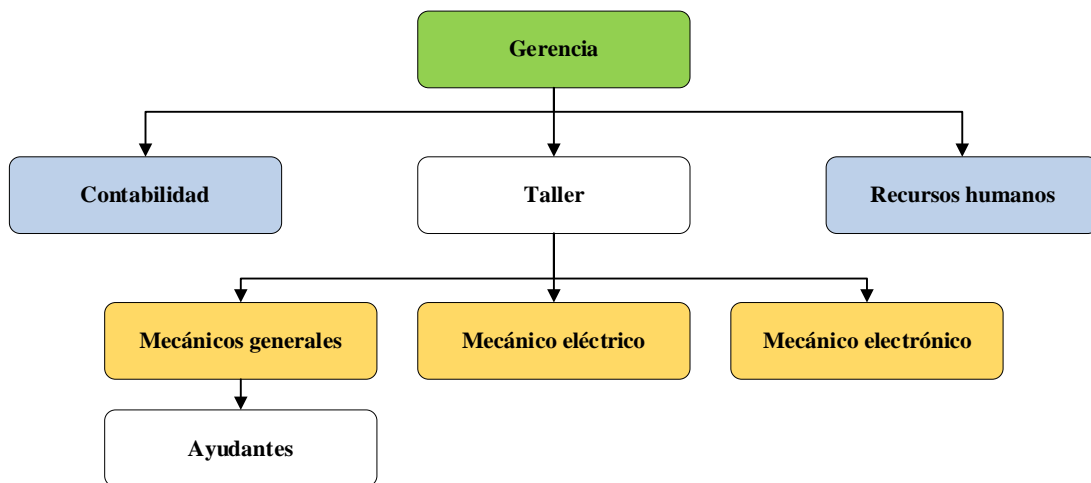 Gerencia
Contabilidad
Taller
Recursos humanos
Mecánicos generales
Mecánico eléctrico
Mecánico electrónico
Ayudantes